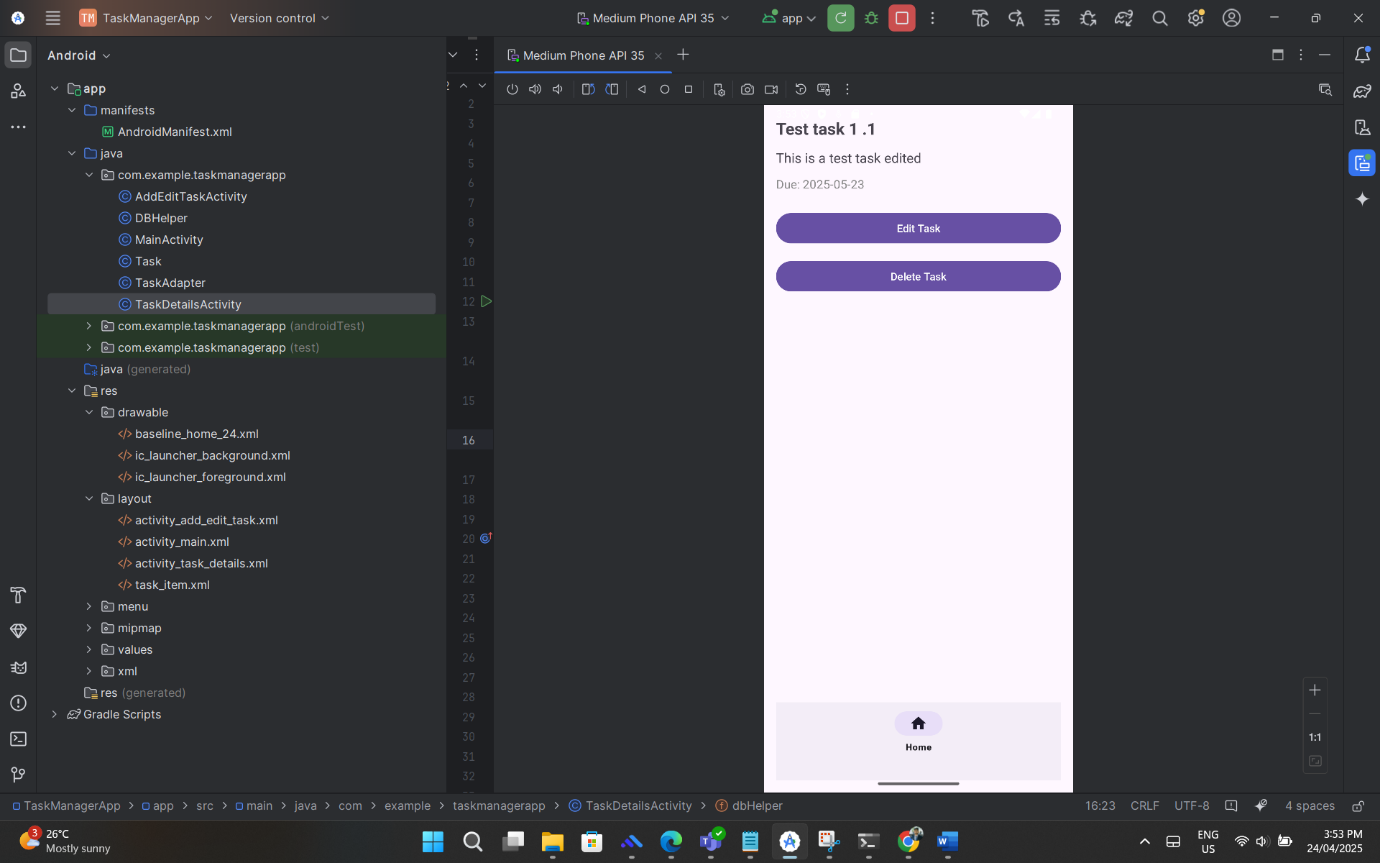 TM TaskManagerApp Version control Medium Phone API 35 app
Android
Medium Phone API 35
app
manifests
AndroidManifest.xml
java
com.example.taskmanagerapp
AddEditTaskActivity
DBHelper
MainActivity
Task
TaskAdapter
TaskDetailsActivity
com.example.taskmanagerapp (androidTest)
com.example.taskmanagerapp (test)
java (generated)
res
drawable
baseline_home_24.xml
ic_launcher_background.xml
ic_launcher_foreground.xml
layout
activity_add_edit_task.xml
activity_main.xml
activity_task_details.xml
task_item.xml
menu
mipmap
values
xml
res (generated)
Gradle Scripts
2
2
3
4
5
6
7
8
9
10
11
12
13
14
15
16
17
18
19
20
21
22
23
24
25
26
27
28
29
30
31
32
Test task 1 .1
This is a test task edited
Due: 2025-05-23
Edit Task
Delete Task
Home
1:1
TaskManagerApp > app > src > main > java > com > example > taskmanagerapp > TaskDetailsActivity > dbHelper 16:23 CRLF UTF-8 4 spaces
3
26°C
Mostly sunny
ENG
US
3:53 PM
24/04/2025